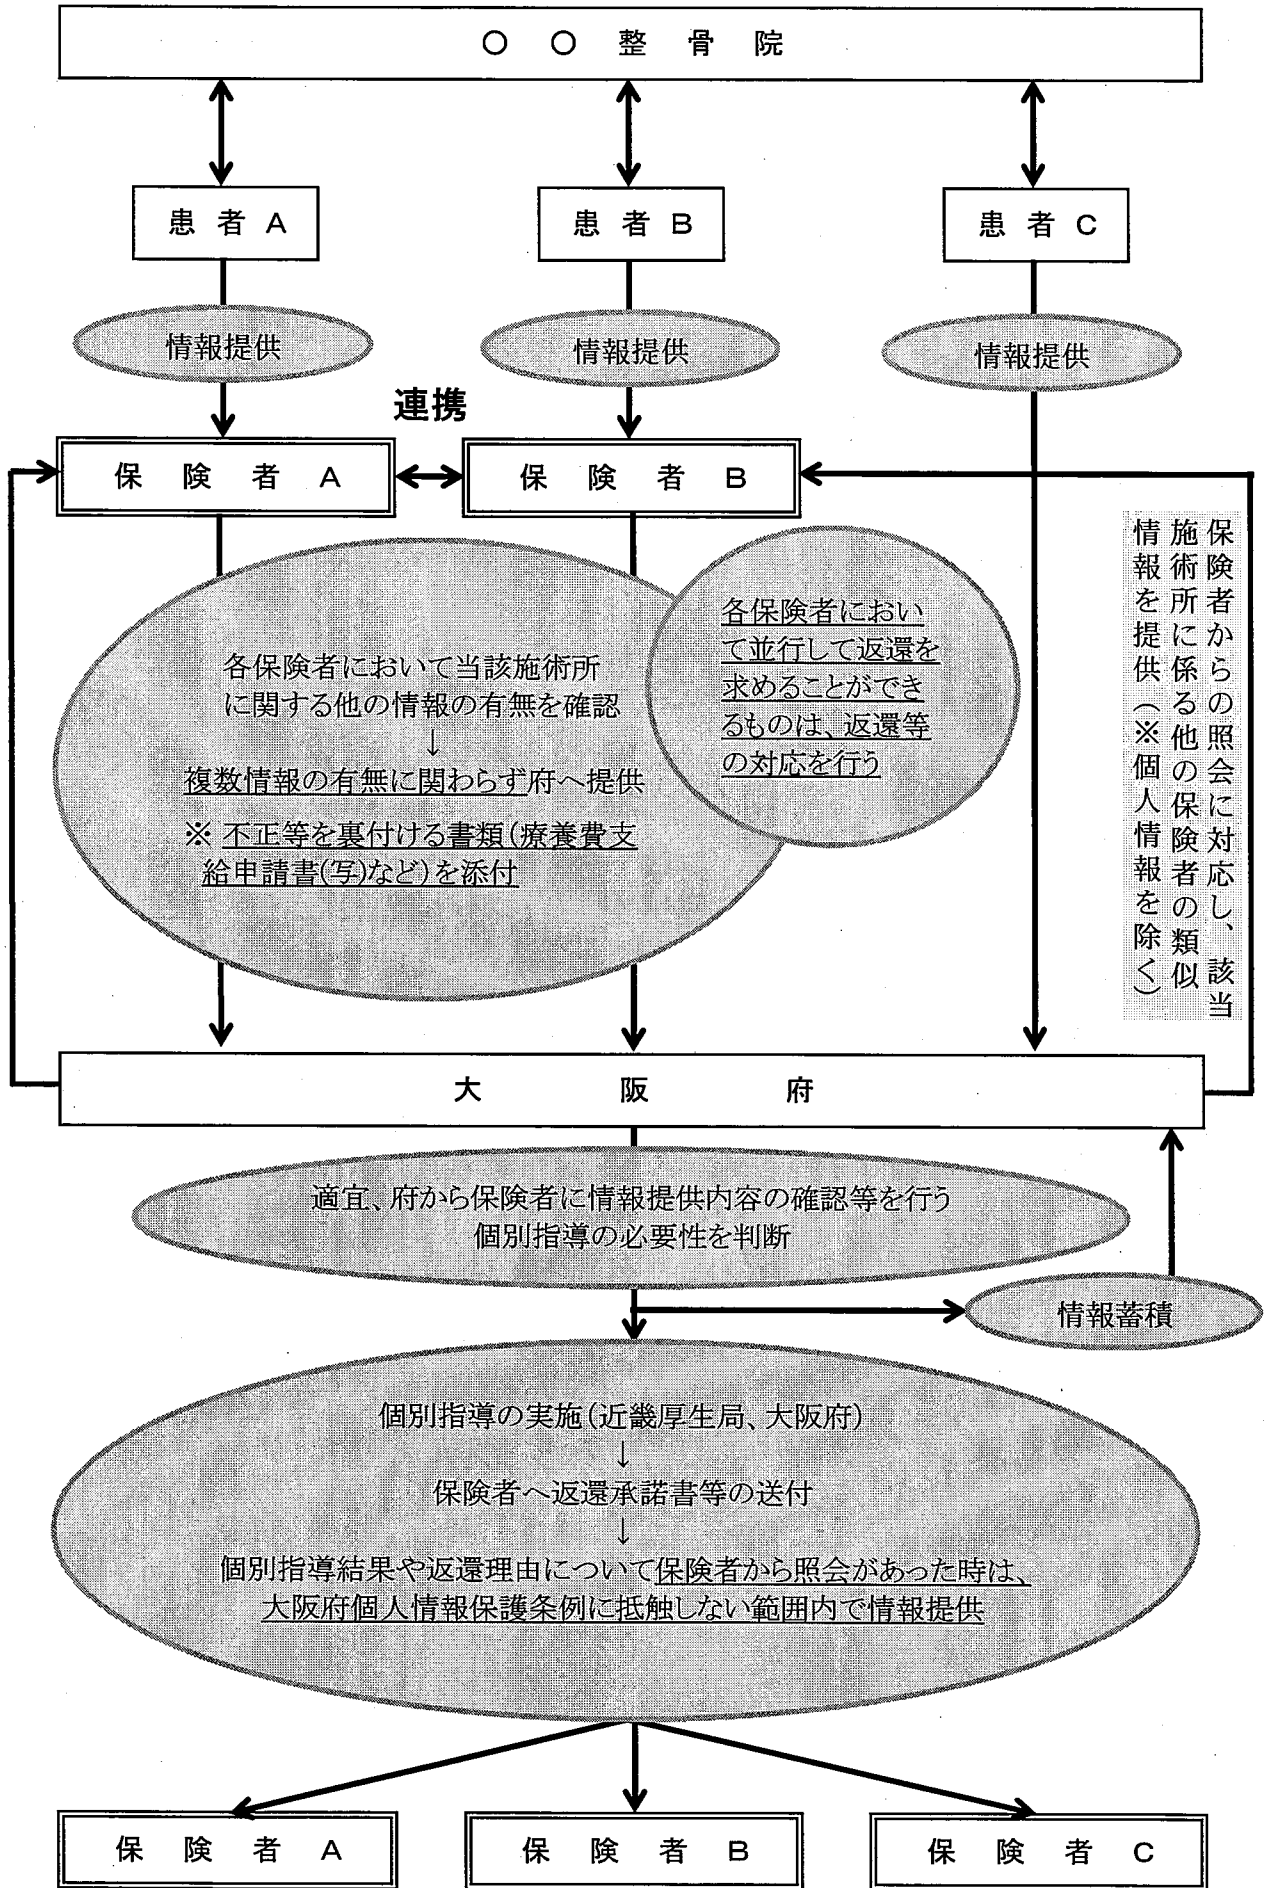 ○ ○ 整 骨 院
患 者 A
患 者 B
患 者 C
情報提供
情報提供
情報提供
連携
保 険 者 A
保 険 者 B
保険者からの照会に対応し、該当
施術所に係る他の保険者の類似
情報を提供(※個人情報を除く)
各保険者において当該施術所
に関する他の情報の有無を確認
↓
複数情報の有無に関わらず府へ提供
※ 不正等を裏付ける書類(療養費支
給申請書(写)など)を添付
各保険者におい
て並行して返還を
求めることができ
るものは、返還等
の対応を行う
大 阪 府
適宜、府から保険者に情報提供内容の確認等を行う
個別指導の必要性を判断
情報蓄積
個別指導の実施(近畿厚生局、大阪府)
↓
保険者へ返還承諾書等の送付
↓
個別指導結果や返還理由について保険者から照会があった時は、
大阪府個人情報保護条例に抵触しない範囲内で情報提供
保 険 者 A
保 険 者 B
保 険 者 C